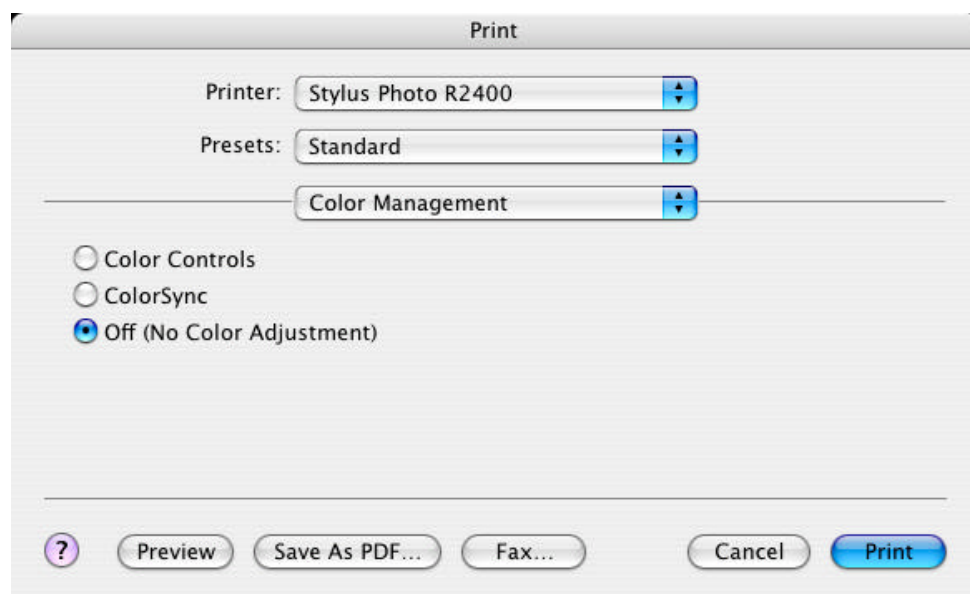 Print
Printer: Stylus Photo R2400
Presets: Standard
Color Management
Color Controls
ColorSync
Off (No Color Adjustment)
? Preview Save As PDF... Fax... Cancel Print